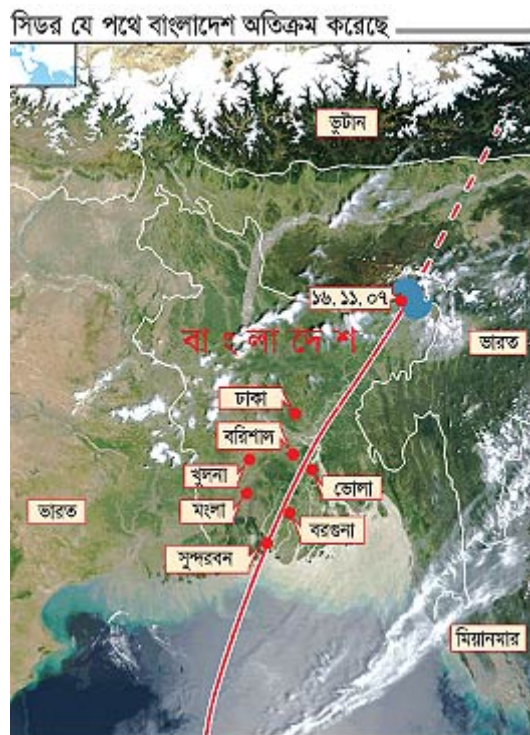 সিডর যে পথে বাংলাদেশ অতিক্রম করেছে
ভুটান
১৬, ১১, ০৭
বাংলাদেশ
ভারত
ঢাকা
বরিশাল
খুলনা
ভোলা
মংলা
ভারত
বরগুনা
সুন্দরবন
মিয়ানমার